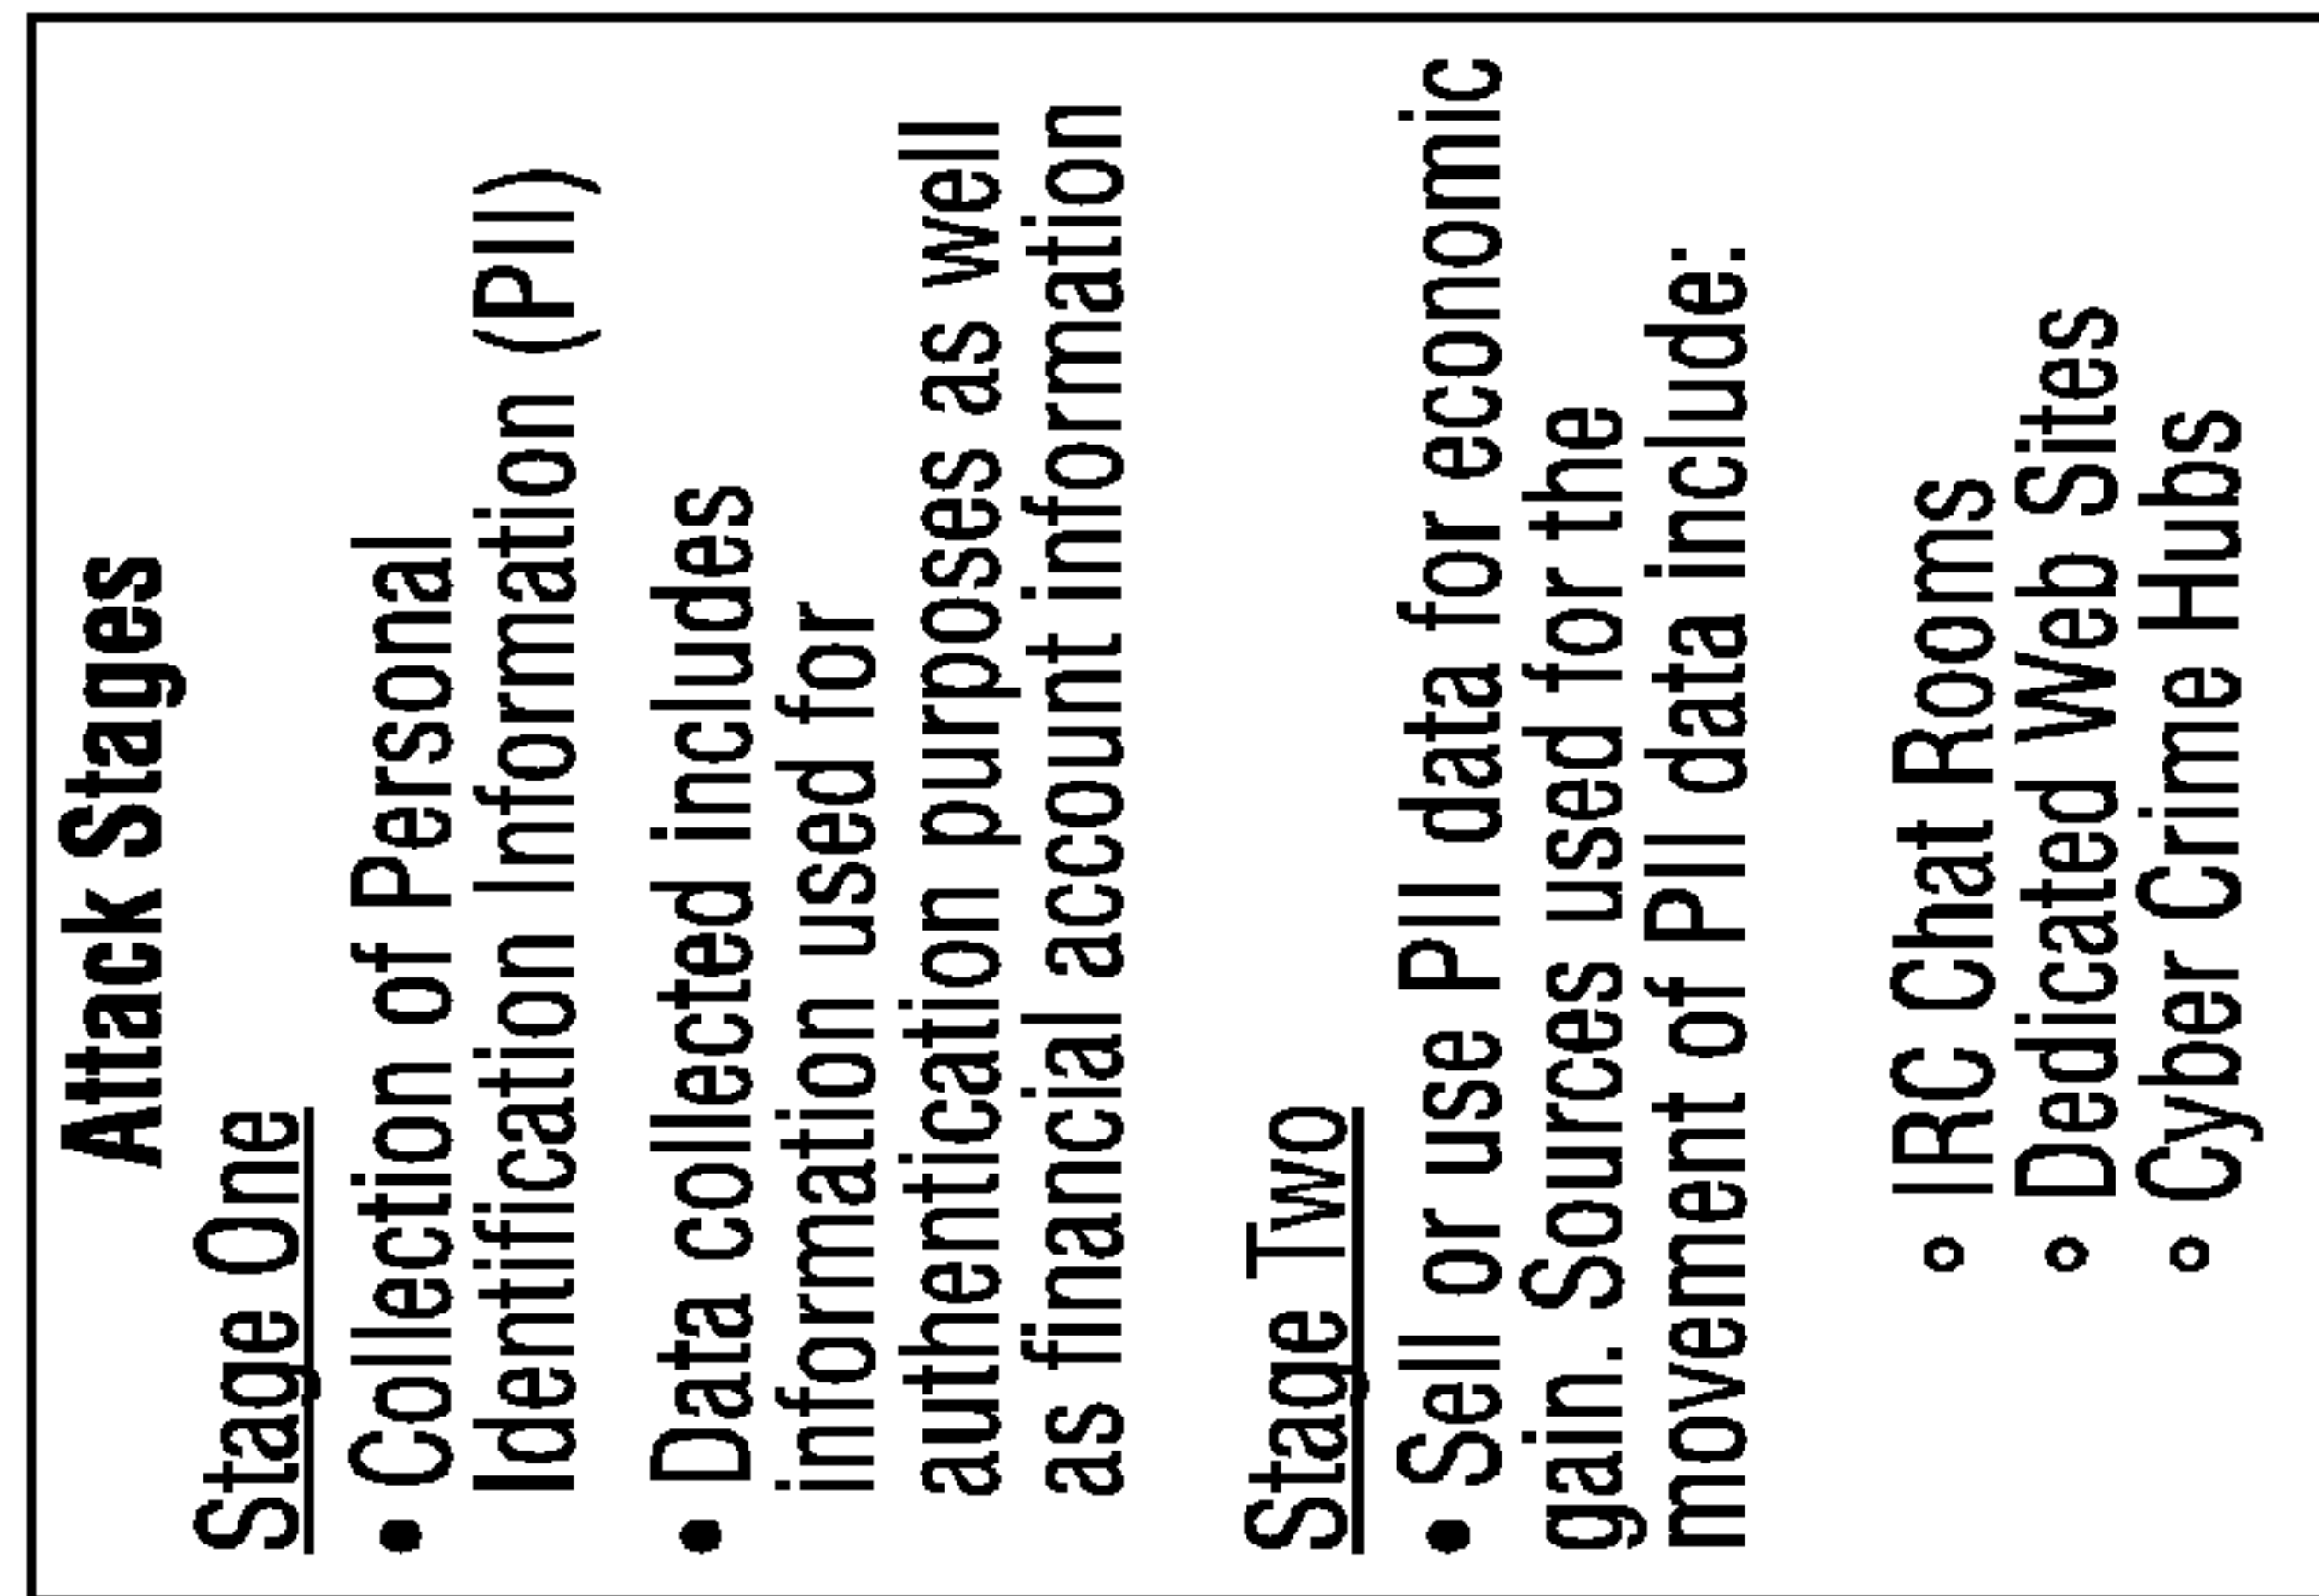 Attack Stages
Stage One
• Collection of Personal
Identification Information (PII)
• Data collected includes
information used for
authentication purposes as well
as financial account information
Stage Two
• Sell or use PII data for economic
gain. Sources used for the
movement of PII data include:
° IRC Chat Rooms
° Dedicated Web Sites
° Cyber Crime Hubs